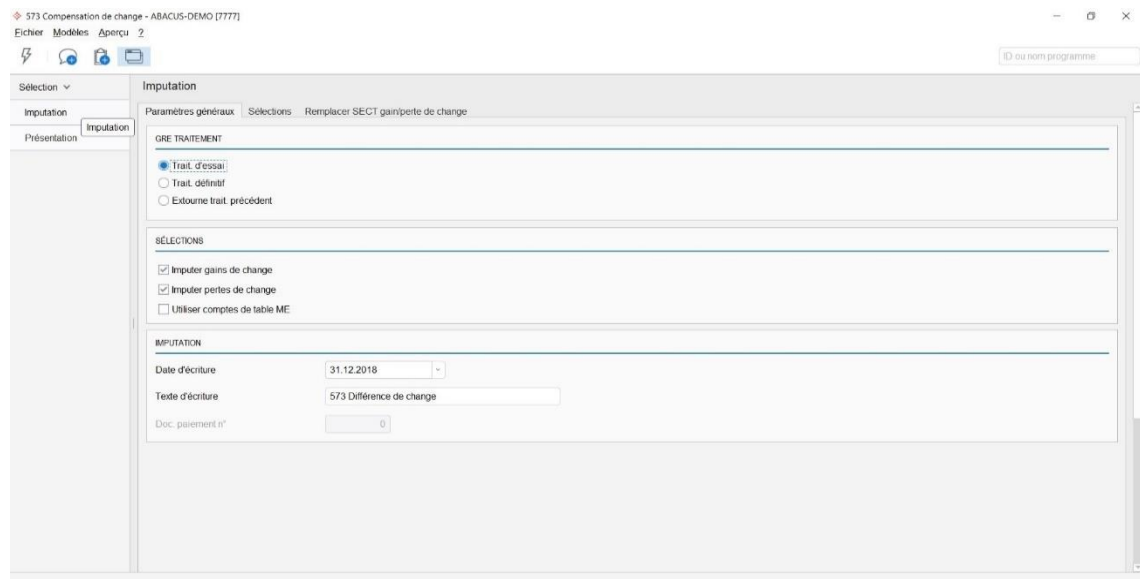 573 Compensation de change - ABACUS-DEMO [7777]
Fichier Modèles Aperçu ?
ID ou nom programme
Sélection
Imputation
Imputation
Paramètres généraux Sélections Remplacer SECT gain/perte de change
Imputation
Présentation
GRE TRAITEMENT
Trait. d'essai
Trait. définitif
Extourne trait. précédent
SÉLECTIONS
Imputer gains de change
Imputer pertes de change
Utiliser comptes de table ME
IMPUTATION
Date d'écriture 31.12.2018
Texte d'écriture 573 Différence de change
Doc. paiement n° 0